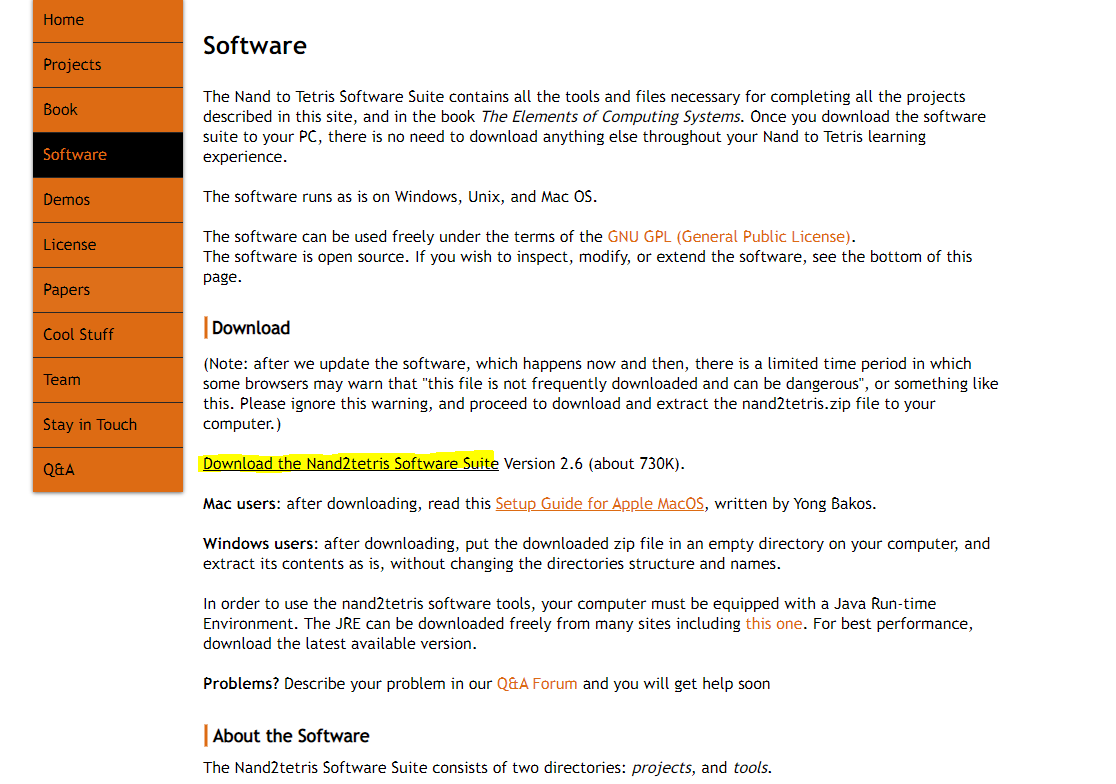 Home
Projects
Book
Software
Demos
License
Papers
Cool Stuff
Team
Stay in Touch
Q&A
Software
The Nand to Tetris Software Suite contains all the tools and files necessary for completing all the projects
described in this site, and in the book The Elements of Computing Systems. Once you download the software
suite to your PC, there is no need to download anything else throughout your Nand to Tetris learning
experience.
The software runs as is on Windows, Unix, and Mac OS.
The software can be used freely under the terms of the GNU GPL (General Public License).
The software is open source. If you wish to inspect, modify, or extend the software, see the bottom of this
page.
Download
(Note: after we update the software, which happens now and then, there is a limited time period in which
some browsers may warn that "this file is not frequently downloaded and can be dangerous", or something like
this. Please ignore this warning, and proceed to download and extract the nand2tetris.zip file to your
computer.)
Download the Nand2tetris Software Suite Version 2.6 (about 730K).
Mac users: after downloading, read this Setup Guide for Apple MacOS, written by Yong Bakos.
Windows users: after downloading, put the downloaded zip file in an empty directory on your computer, and
extract its contents as is, without changing the directories structure and names.
In order to use the nand2tetris software tools, your computer must be equipped with a Java Run-time
Environment. The JRE can be downloaded freely from many sites including this one. For best performance,
download the latest available version.
Problems? Describe your problem in our Q&A Forum and you will get help soon
About the Software
The Nand2tetris Software Suite consists of two directories: projects, and tools.